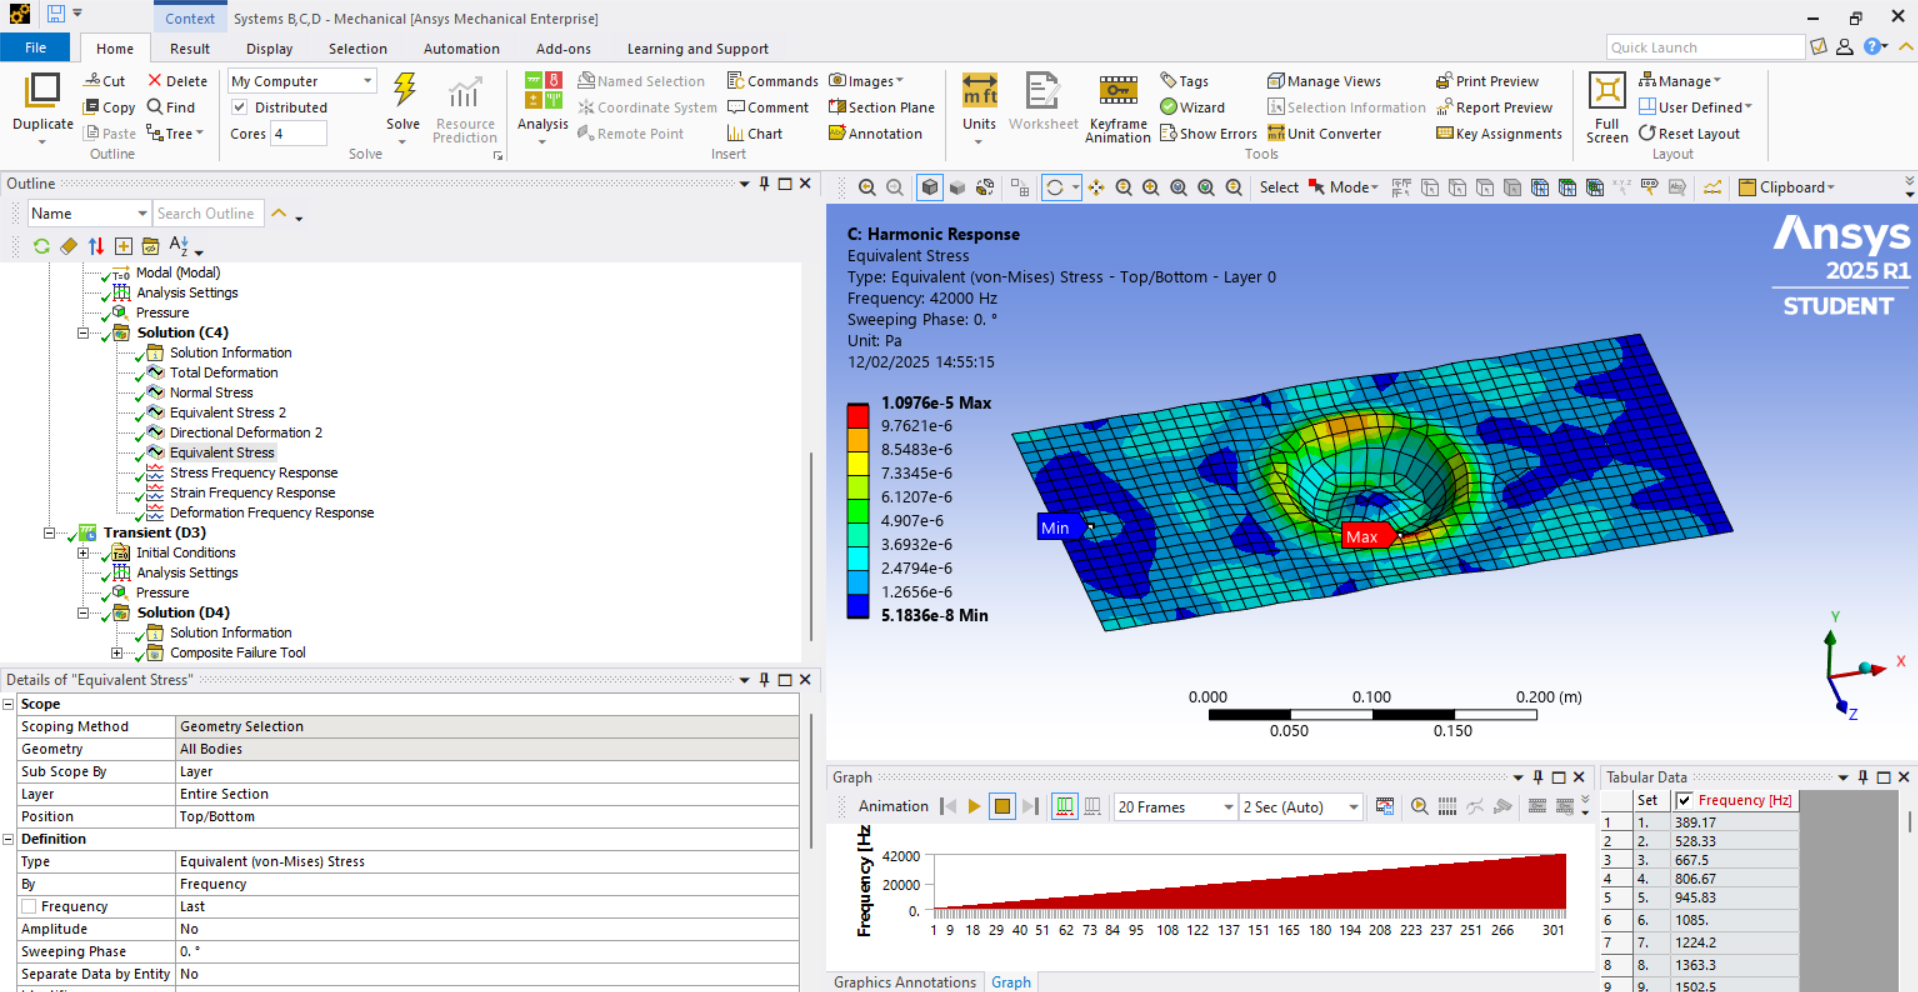 Context
Systems B,C,D - Mechanical [Ansys Mechanical Enterprise]
File
Home
Result
Display
Selection
Automation
Add-ons
Learning and Support
Quick Launch
Duplicate
Cut
Copy
Paste
Delete
Find
Tree
Outline
My Computer
Distributed
Cores 4
Solve
Resource
Prediction
Solve
Analysis
Named Selection
Coordinate System
Remote Point
Commands
Comment
Chart
Images
Section Plane
Annotation
Insert
Units
Worksheet
Keyframe
Animation
Tags
Wizard
Show Errors
Manage Views
Selection Information
Unit Converter
Print Preview
Report Preview
Key Assignments
Tools
Full
Screen
Manage
User Defined
Reset Layout
Layout
Outline
Name
Search Outline
Modal (Modal)
Analysis Settings
Pressure
Solution (C4)
Solution Information
Total Deformation
Normal Stress
Equivalent Stress 2
Directional Deformation 2
Equivalent Stress
Stress Frequency Response
Strain Frequency Response
Deformation Frequency Response
Transient (D3)
Initial Conditions
Analysis Settings
Pressure
Solution (D4)
Solution Information
Composite Failure Tool
Details of "Equivalent Stress"
Scope
Scoping Method Geometry Selection
Geometry All Bodies
Sub Scope By Layer
Layer Entire Section
Position Top/Bottom
Definition
Type Equivalent (von-Mises) Stress
By Frequency
Frequency Last
Amplitude No
Sweeping Phase 0. °
Separate Data by Entity No
Select
Mode
Clipboard
C: Harmonic Response
Equivalent Stress
Type: Equivalent (von-Mises) Stress - Top/Bottom - Layer 0
Frequency: 42000 Hz
Sweeping Phase: 0. °
Unit: Pa
12/02/2025 14:55:15
Ansys
2025 R1
STUDENT
1.0976e-5 Max
9.7621e-6
8.5483e-6
7.3345e-6
6.1207e-6
4.907e-6
3.6932e-6
2.4794e-6
1.2656e-6
5.1836e-8 Min
Min
Max
Y
X
Z
0.000 0.100 0.200 (m)
0.050 0.150
Graph
Animation
20 Frames
2 Sec (Auto)
Frequency [Hz]
42000
20000
0.
1 9 18 29 40 51 62 73 84 95 108 122 137 151 165 180 194 208 223 237 251 266 301
Graphics Annotations
Graph
Tabular Data
Set Frequency [Hz]
1 1. 389.17
2 2. 528.33
3 3. 667.5
4 4. 806.67
5 5. 945.83
6 6. 1085.
7 7. 1224.2
8 8. 1363.3
9 9. 1502.5